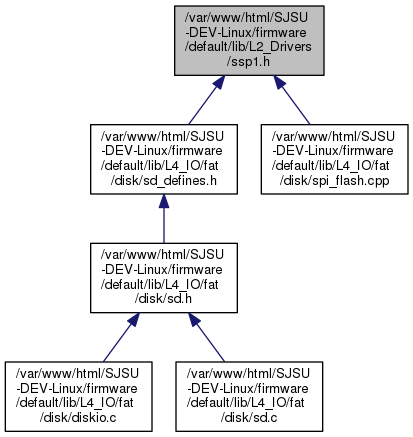 /var/www/html/SJSU
-DEV-Linux/firmware
/default/lib/L2_Drivers
/ssp1.h
/var/www/html/SJSU
-DEV-Linux/firmware
/default/lib/L4_IO/fat
/disk/sd_defines.h
/var/www/html/SJSU
-DEV-Linux/firmware
/default/lib/L4_IO/fat
/disk/spi_flash.cpp
/var/www/html/SJSU
-DEV-Linux/firmware
/default/lib/L4_IO/fat
/disk/sd.h
/var/www/html/SJSU
-DEV-Linux/firmware
/default/lib/L4_IO/fat
/disk/diskio.c
/var/www/html/SJSU
-DEV-Linux/firmware
/default/lib/L4_IO/fat
/disk/sd.c